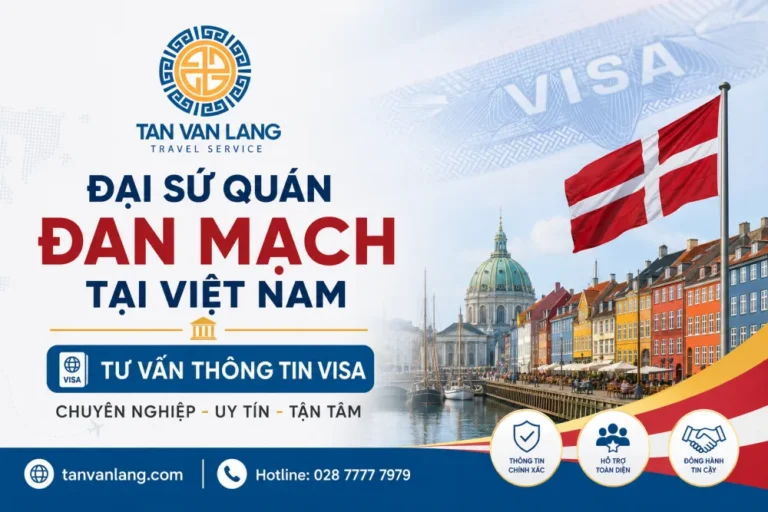 TAN VAN LANG
TRAVEL SERVICE
VISA
ĐẠI SỨ QUÁN
ĐAN MẠCH
TẠI VIỆT NAM
VISA
TƯ VẤN THÔNG TIN VISA
CHUYÊN NGHIỆP - UY TÍN - TẬN TÂM
THÔNG TIN
CHÍNH XÁC
HỖ TRỢ
TOÀN DIỆN
ĐỒNG HÀNH
TIN CẬY
tanvanlang.com
Hotline: 028 7777 7979